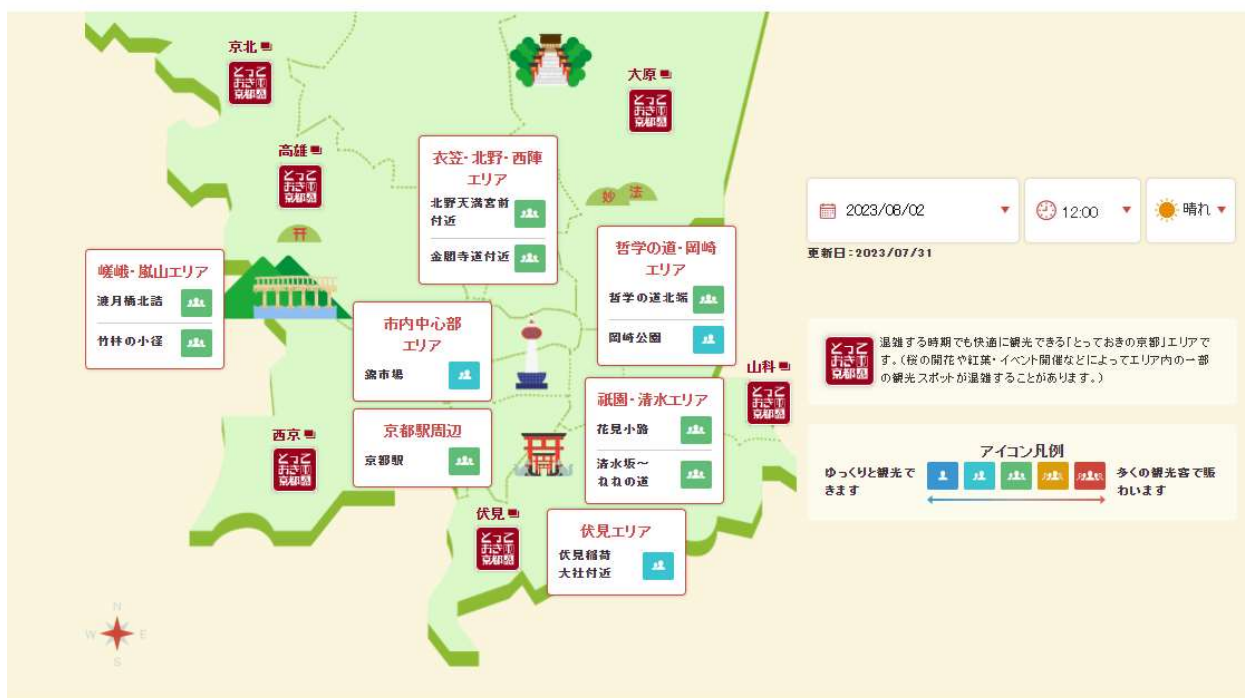 京北
とって
おきの
京都
大原
とって
おきの
京都
高雄
とって
おきの
京都
衣笠・北野・西陣
エリア
北野天満宮前
付近
金閣寺道付近
妙
法
嵯峨・嵐山エリア
渡月橋北詰
竹林の小径
哲学の道・岡崎
エリア
哲学の道北端
岡崎公園
市内中心部
エリア
錦市場
山科
とって
おきの
京都
祇園・清水エリア
花見小路
清水坂～
ねねの道
京都駅周辺
京都駅
西京
とって
おきの
京都
伏見
とって
おきの
京都
伏見エリア
伏見稲荷
大社付近
N
W
E
S
2023/08/02
12:00
晴れ
更新日：2023/07/31
とって
おきの
京都
混雑する時期でも快適に観光できる「とっておきの京都」エリアで
す。（桜の開花や紅葉・イベント開催などによってエリア内の一部
の観光スポットが混雑することがあります。）
アイコン凡例
ゆっくりと観光で
きます
多くの観光客で賑
わいます